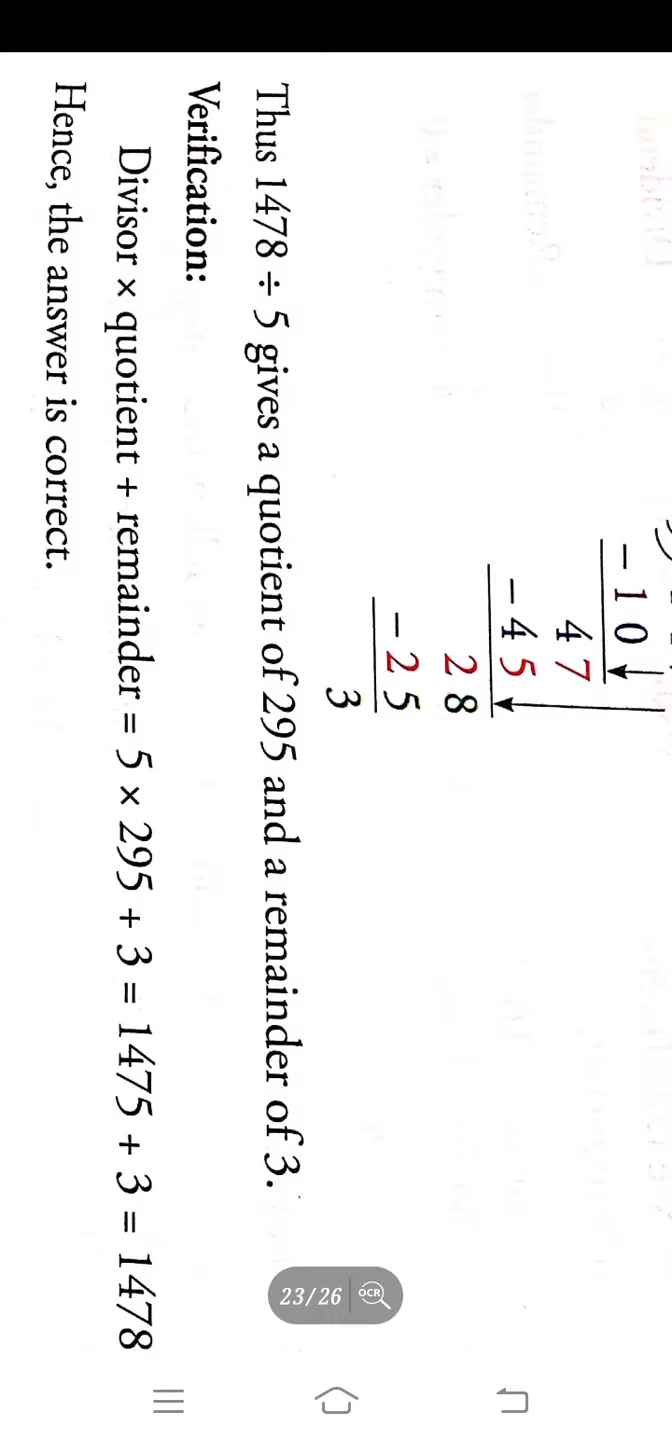 - 1 0
4 7
- 4 5
2 8
- 2 5
3
Thus 1478 ÷ 5 gives a quotient of 295 and a remainder of 3.
Verification:
Divisor × quotient + remainder = 5 × 295 + 3 = 1475 + 3 = 1478
Hence, the answer is correct.
23/26 OCR